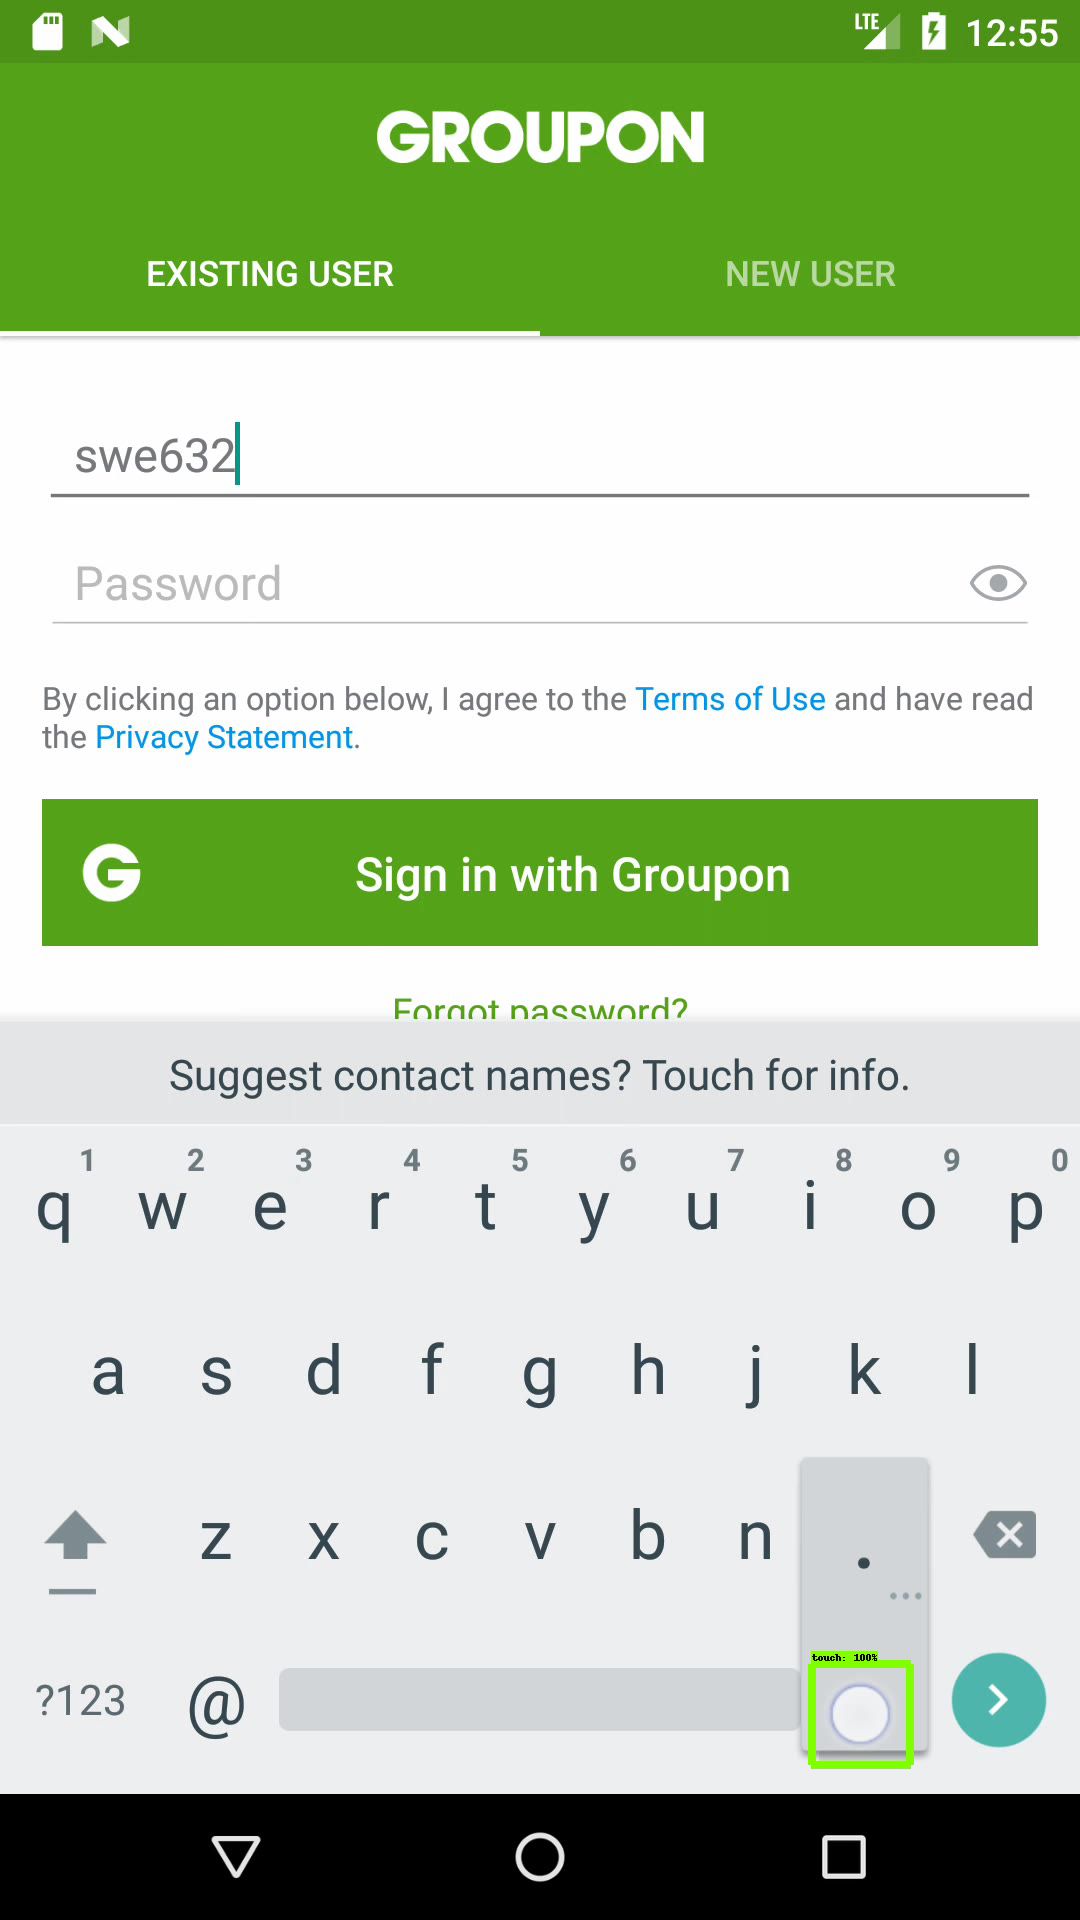 LTE 12:55
GROUPON
EXISTING USER NEW USER
swe632
Password
By clicking an option below, I agree to the Terms of Use and have read
the Privacy Statement.
G Sign in with Groupon
Forgot password?
Suggest contact names? Touch for info.
1 2 3 4 5 6 7 8 9 0
q w e r t y u i o p
a s d f g h j k l
z x c v b n .
...
touch: 100%
?123 @